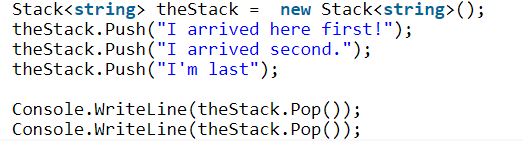 Stack<string> theStack =  new Stack<string>();
theStack.Push("I arrived here first!");
theStack.Push("I arrived second.");
theStack.Push("I'm last");

Console.WriteLine(theStack.Pop());
Console.WriteLine(theStack.Pop());